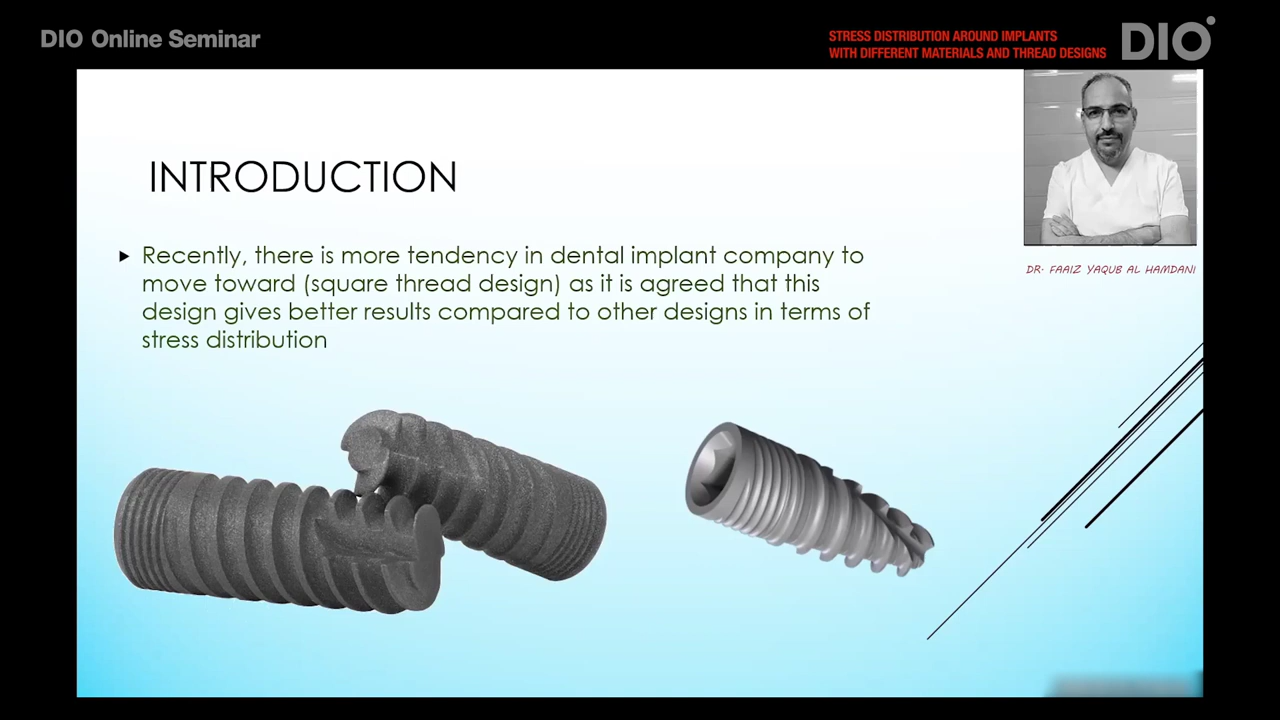 DIO Online Seminar
STRESS DISTRIBUTION AROUND IMPLANTS
WITH DIFFERENT MATERIALS AND THREAD DESIGNS
DIO
INTRODUCTION
Recently, there is more tendency in dental implant company to
move toward (square thread design) as it is agreed that this
design gives better results compared to other designs in terms of
stress distribution
DR. FAAIZ YAQUB AL HAMDANI